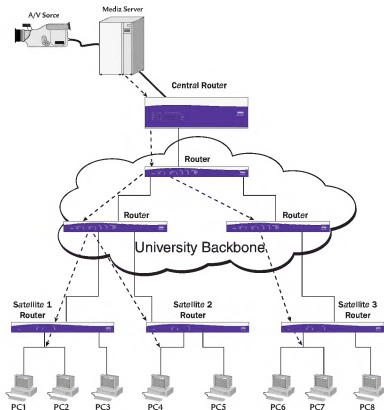 A/V Sorce
Media Server
Central Router
Router
Router
Router
University Backbone
Satellite 1
Router
Satellite 2
Router
Satellite 3
Router
PC1
PC2
PC3
PC4
PC5
PC6
PC7
PC8